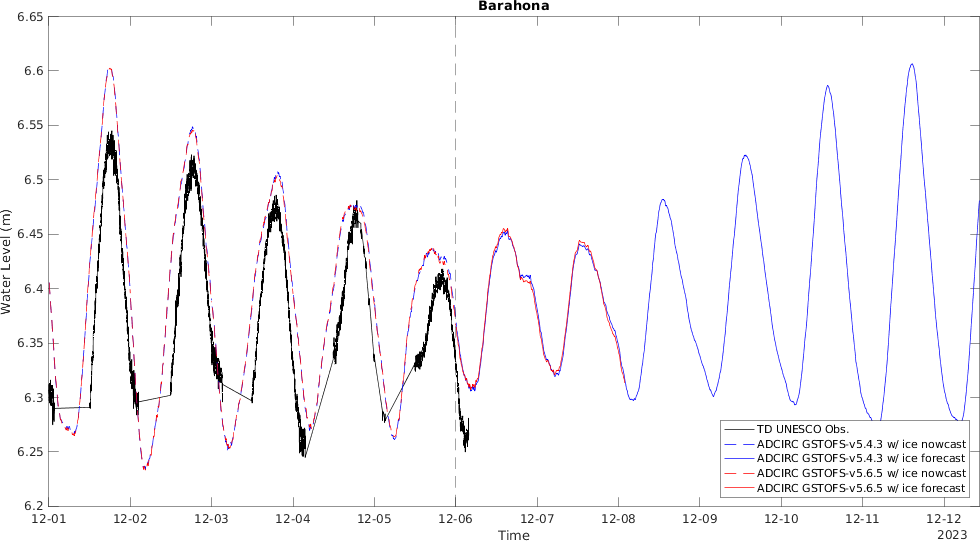 Barahona
6.65
6.6
6.55
6.5
6.45
6.4
6.35
6.3
6.25
6.2
Water Level (m)
12-01 12-02 12-03 12-04 12-05 12-06 12-07 12-08 12-09 12-10 12-11 12-12
Time 2023
TD UNESCO Obs.
ADCIRC GSTOFS-v5.4.3 w/ ice nowcast
ADCIRC GSTOFS-v5.4.3 w/ ice forecast
ADCIRC GSTOFS-v5.6.5 w/ ice nowcast
ADCIRC GSTOFS-v5.6.5 w/ ice forecast